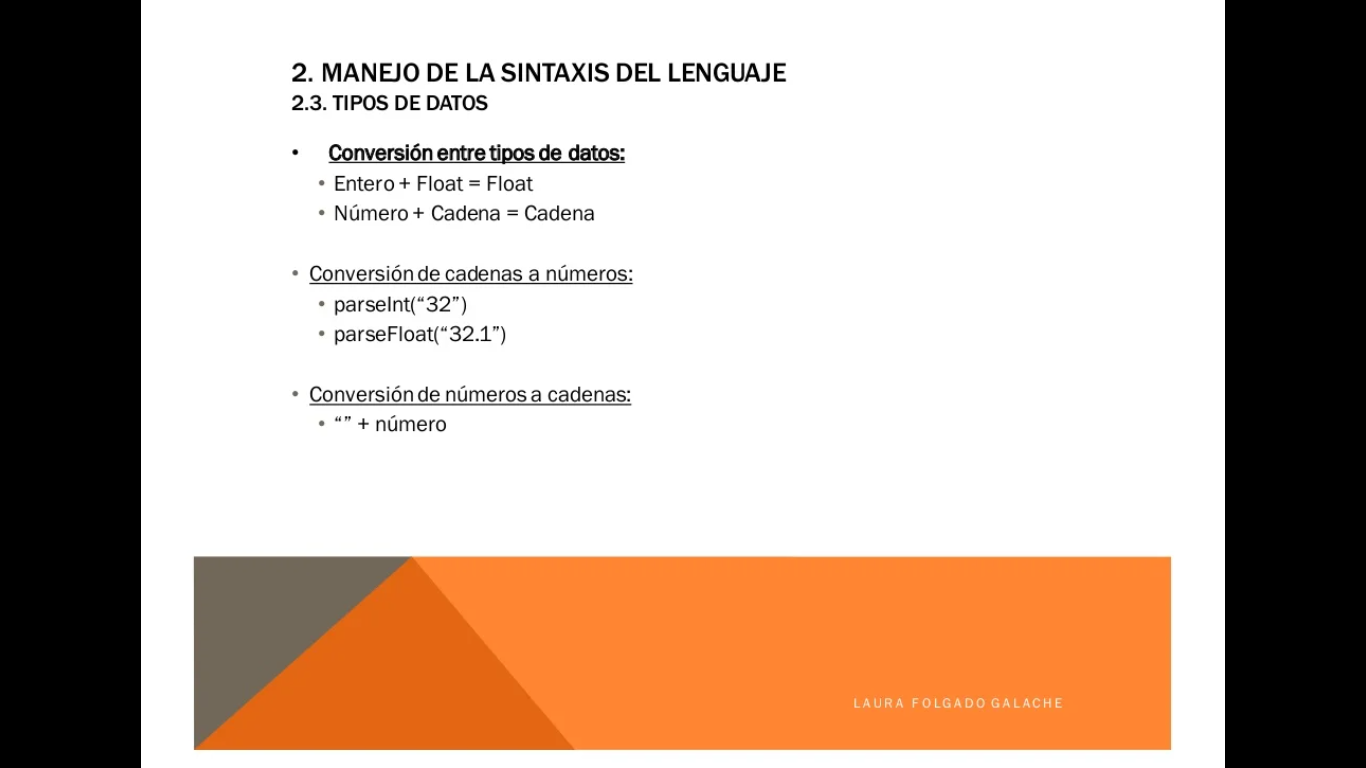 2. MANEJO DE LA SINTAXIS DEL LENGUAJE
2.3. TIPOS DE DATOS
• Conversión entre tipos de datos:
• Entero + Float = Float
• Número + Cadena = Cadena
• Conversión de cadenas a números:
• parseInt(“32”)
• parseFloat(“32.1”)
• Conversión de números a cadenas:
• “” + número
LAURA FOLGADO GALACHE